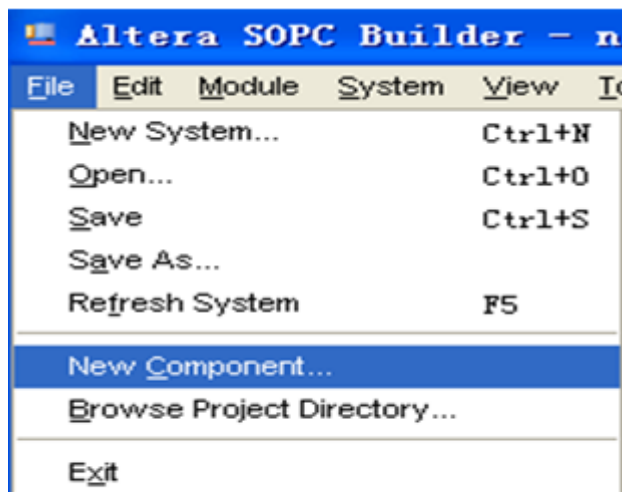 Altera SOPC Builder - n
File Edit Module System View To
New System... Ctrl+N
Open... Ctrl+O
Save Ctrl+S
Save As...
Refresh System F5
New Component...
Browse Project Directory...
Exit